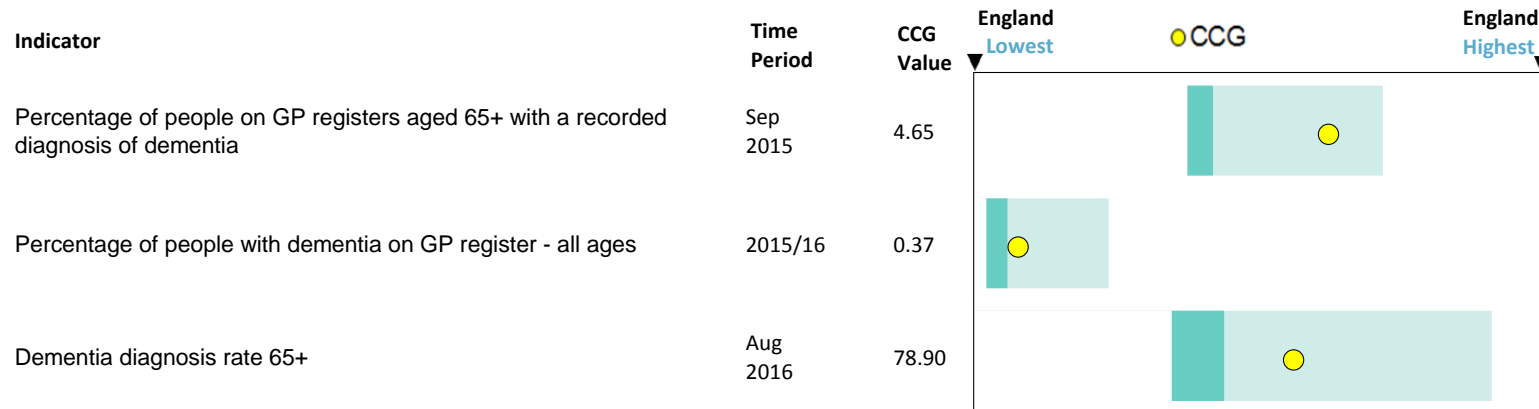 Indicator
Time
Period
CCG
Value
England
Lowest
CCG
England
Highest
Percentage of people on GP registers aged 65+ with a recorded
diagnosis of dementia
Sep
2015
4.65
Percentage of people with dementia on GP register - all ages
2015/16
0.37
Dementia diagnosis rate 65+
Aug
2016
78.90